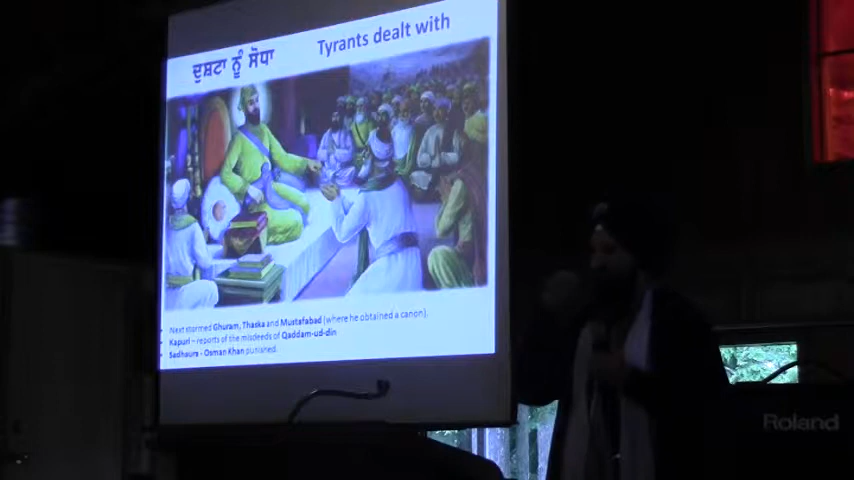 Tyrants dealt with
ਦੁਸ਼ਟਾ ਨੂੰ ਸੋਧਾ
Next stormed Ghuram, Thaska and Mustafabad (where he obtained a canon).
Kapuri – reports of the misdeeds of Qaddam-ud-din
Sadhaura - Osman Khan punished.
Roland